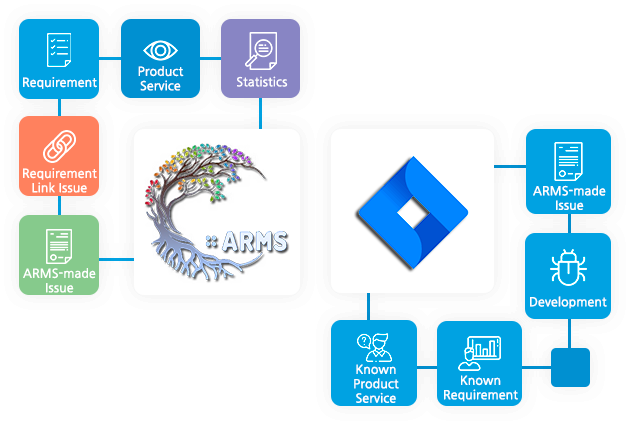 Requirement
Product
Service
Statistics
Requirement
Link Issue
ARMS-made
Issue
:: ARMS
ARMS-made
Issue
Development
Known
Product
Service
Known
Requirement